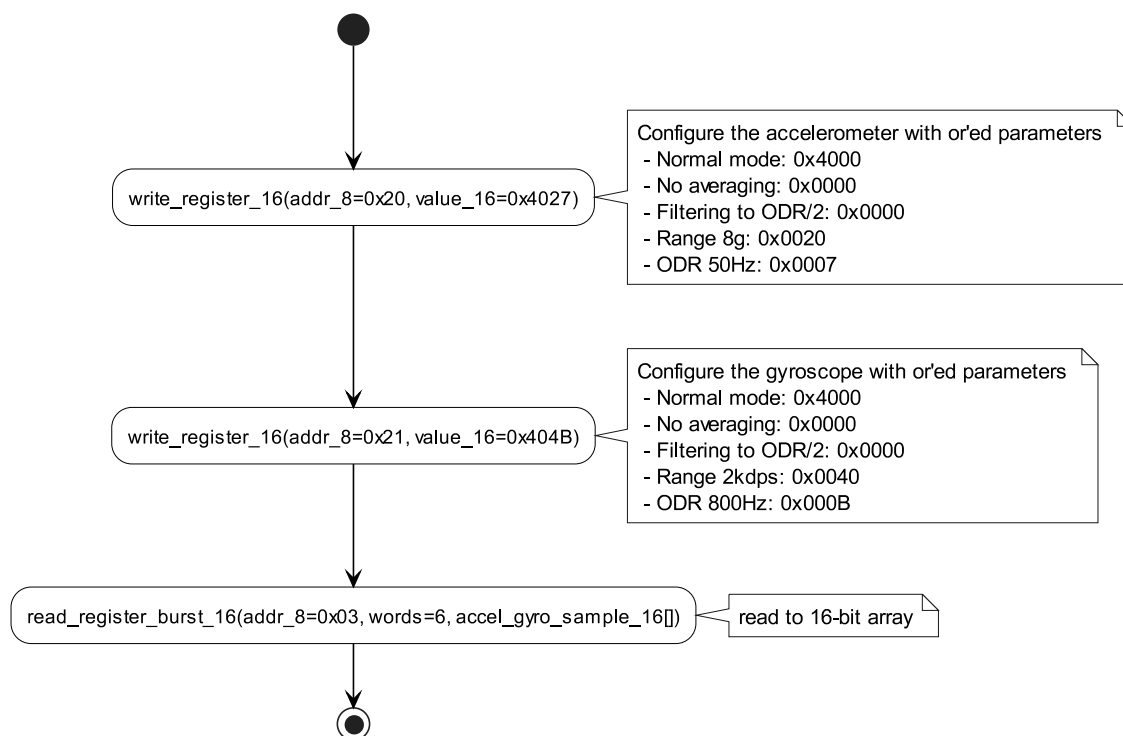 Configure the accelerometer with or'ed parameters
- Normal mode: 0x4000
- No averaging: 0x0000
- Filtering to ODR/2: 0x0000
- Range 8g: 0x0020
- ODR 50Hz: 0x0007
write_register_16(addr_8=0x20, value_16=0x4027)
Configure the gyroscope with or'ed parameters
- Normal mode: 0x4000
- No averaging: 0x0000
- Filtering to ODR/2: 0x0000
- Range 2kdps: 0x0040
- ODR 800Hz: 0x000B
write_register_16(addr_8=0x21, value_16=0x404B)
read_register_burst_16(addr_8=0x03, words=6, accel_gyro_sample_16[])
read to 16-bit array